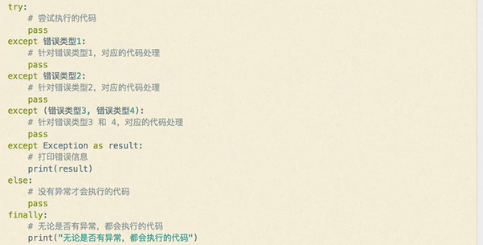 try:
# 尝试执行的代码
pass
except 错误类型1:
# 针对错误类型1，对应的代码处理
pass
except 错误类型2:
# 针对错误类型2，对应的代码处理
pass
except (错误类型3, 错误类型4):
# 针对错误类型3 和 4，对应的代码处理
pass
except Exception as result:
# 打印错误信息
print(result)
else:
# 没有异常才会执行的代码
pass
finally:
# 无论是否有异常，都会执行的代码
print("无论是否有异常，都会执行的代码")